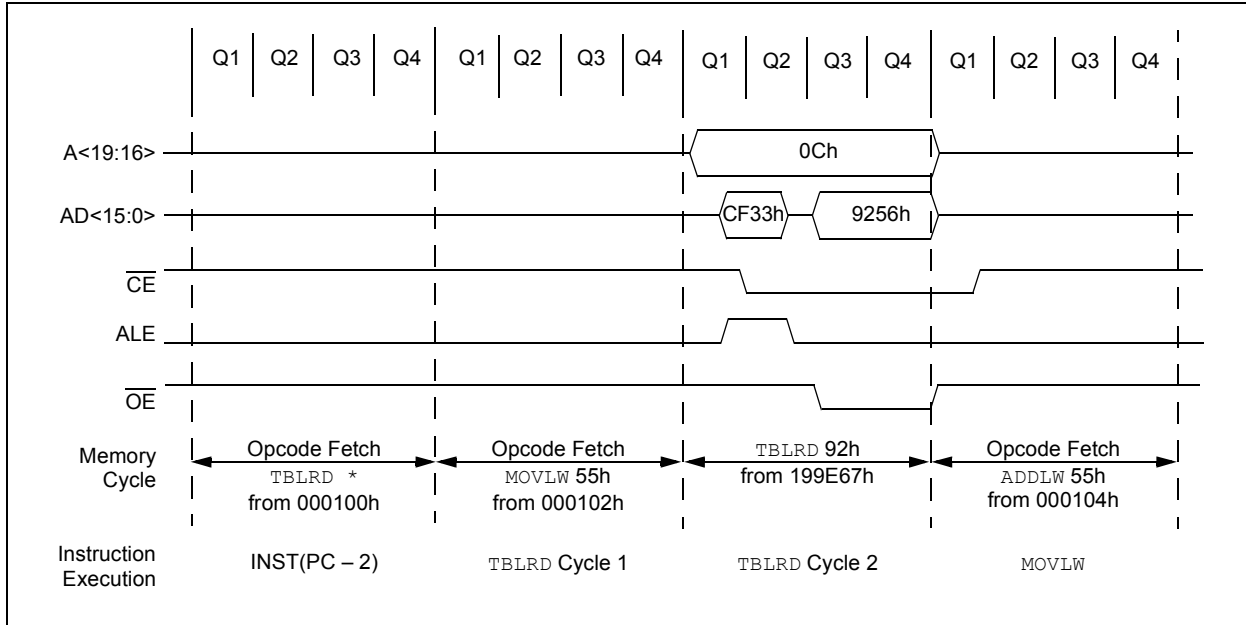 Q1 Q2 Q3 Q4 Q1 Q2 Q3 Q4 Q1 Q2 Q3 Q4 Q1 Q2 Q3 Q4
A<19:16> 0Ch
AD<15:0> CF33h 9256h
CE
ALE
OE
Memory Opcode Fetch Opcode Fetch TBLRD 92h Opcode Fetch
Cycle TBLRD * MOVLW 55h from 199E67h ADDLW 55h
from 000100h from 000102h from 000104h
Instruction INST(PC – 2) TBLRD Cycle 1 TBLRD Cycle 2 MOVLW
Execution